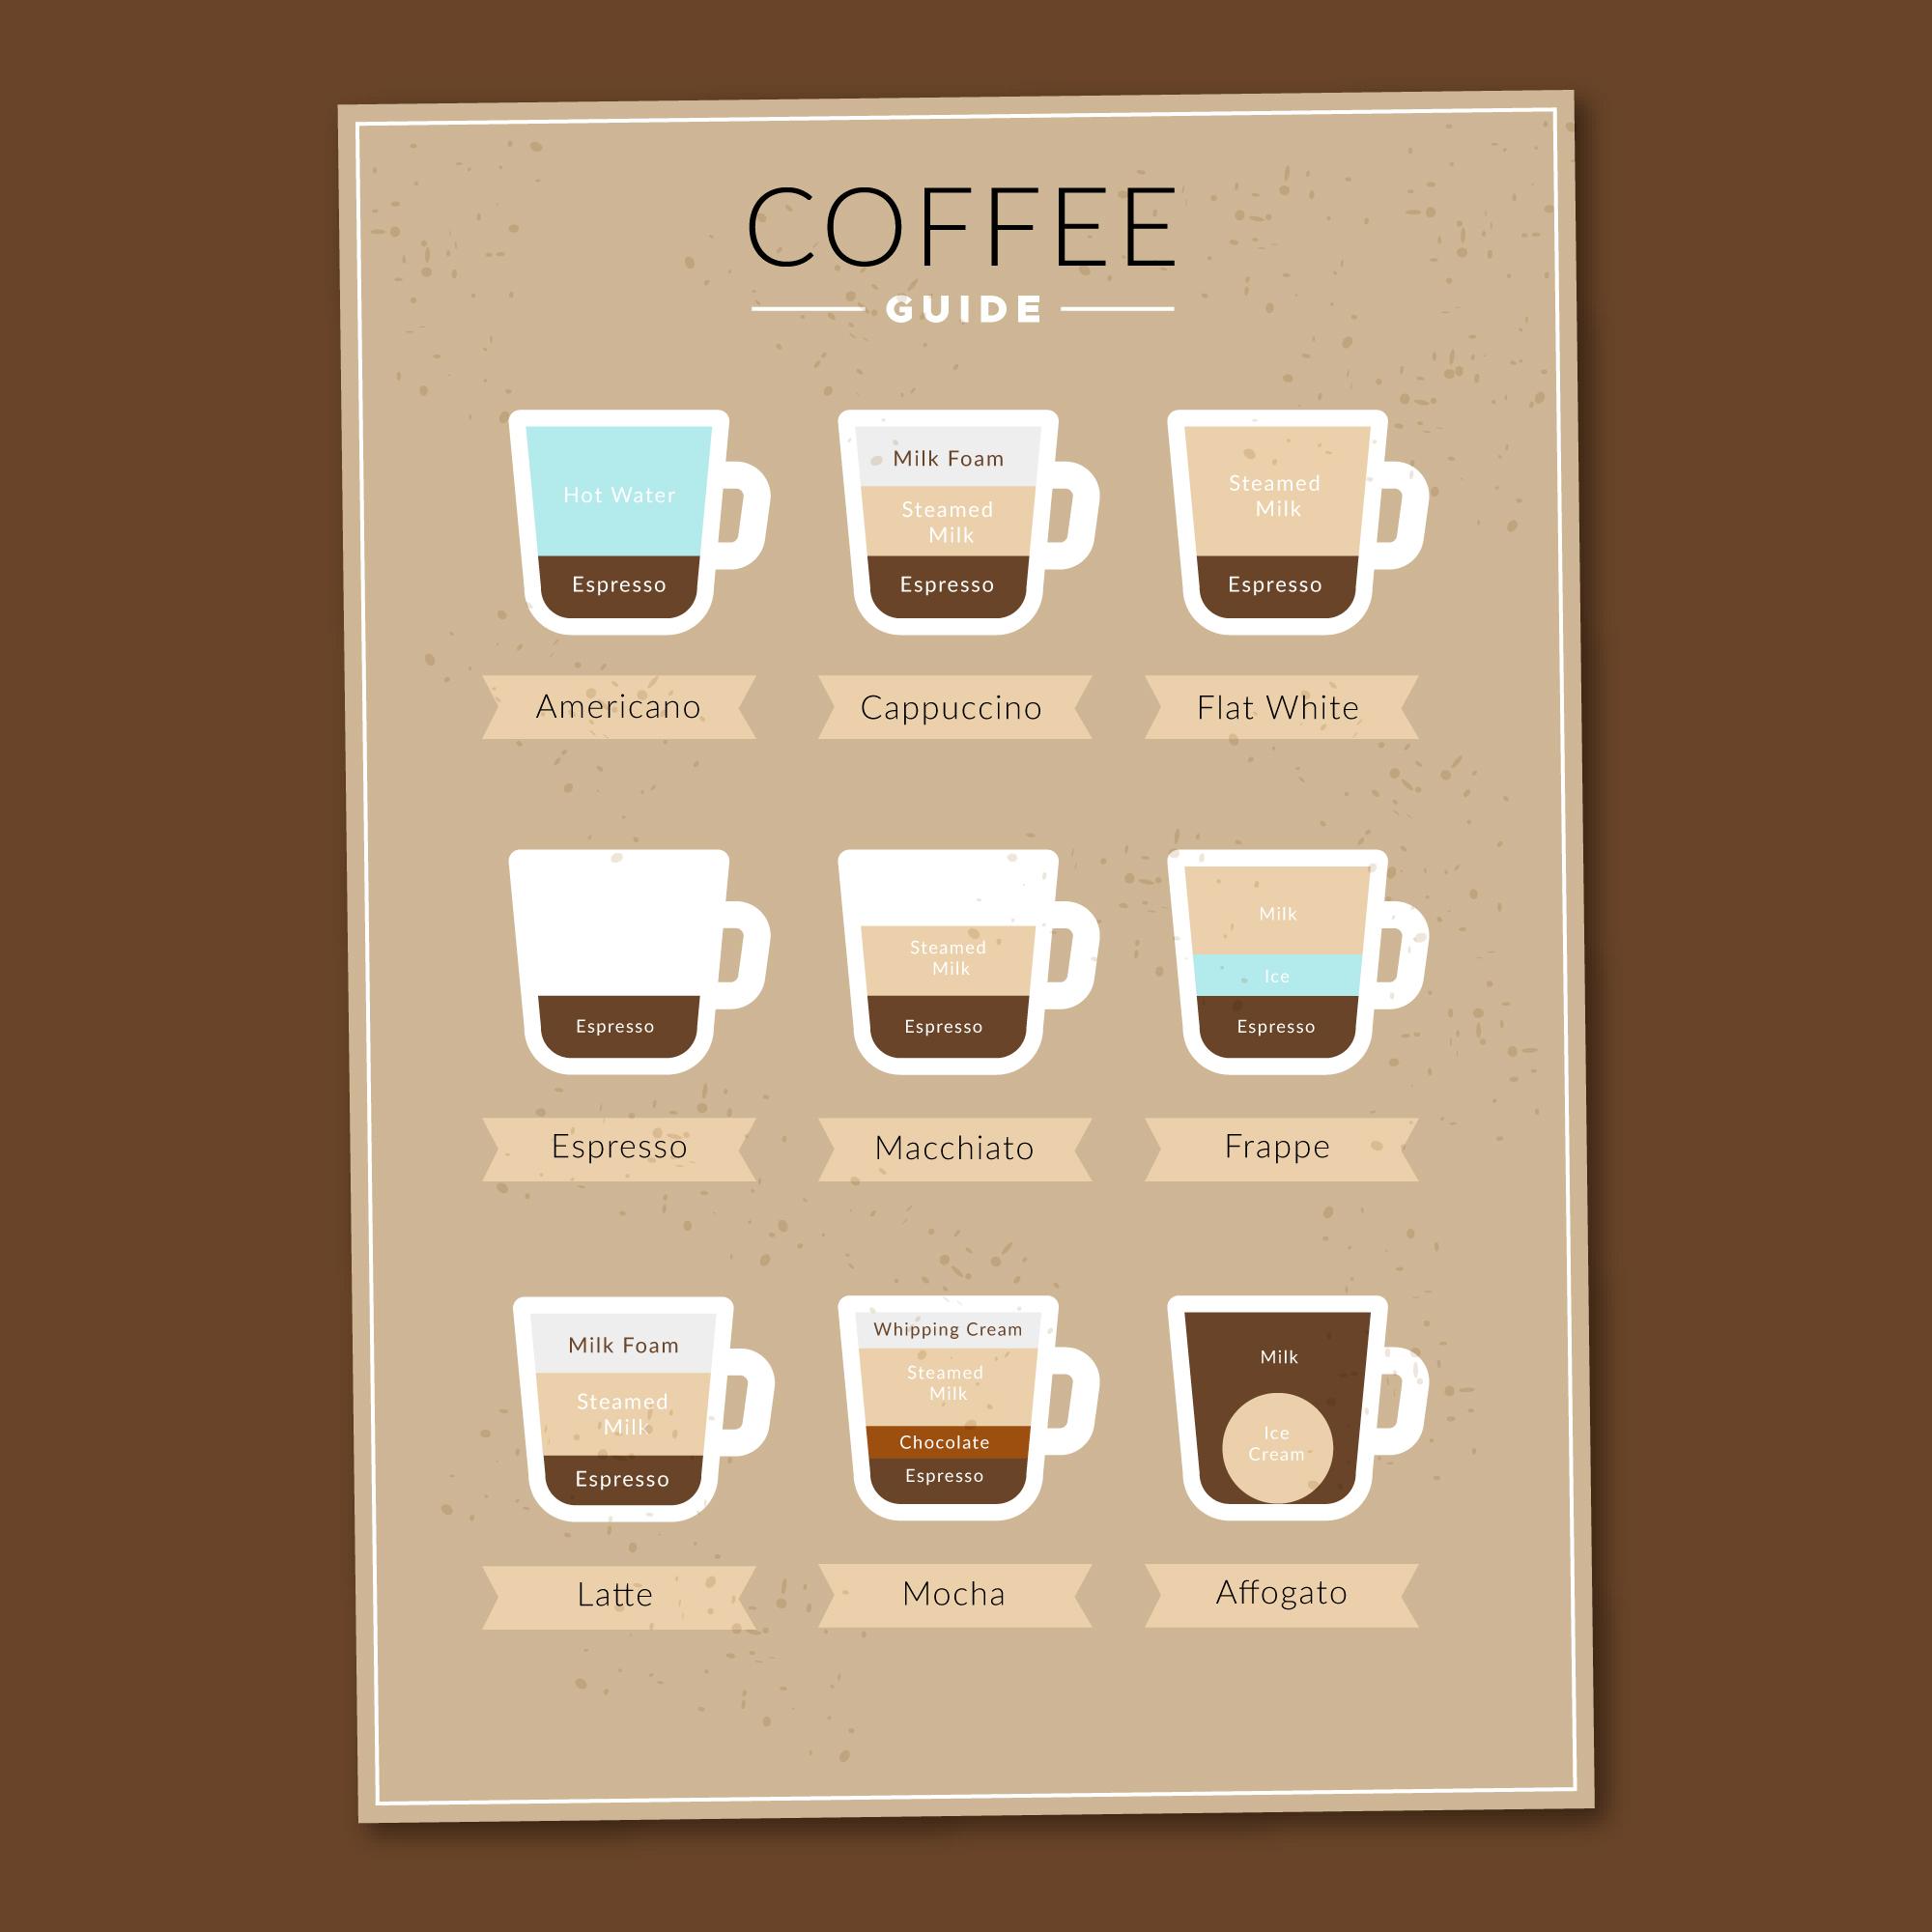 COFFEE
GUIDE
Hot Water
Espresso
Americano
Milk Foam
Steamed
Milk
Espresso
Cappuccino
Steamed
Milk
Espresso
Flat White
Espresso
Espresso
Steamed
Milk
Espresso
Macchiato
Milk
Ice
Espresso
Frappe
Milk Foam
Steamed
Milk
Espresso
Latte
Whipping Cream
Steamed
Milk
Chocolate
Espresso
Mocha
Milk
Ice
Cream
Affogato